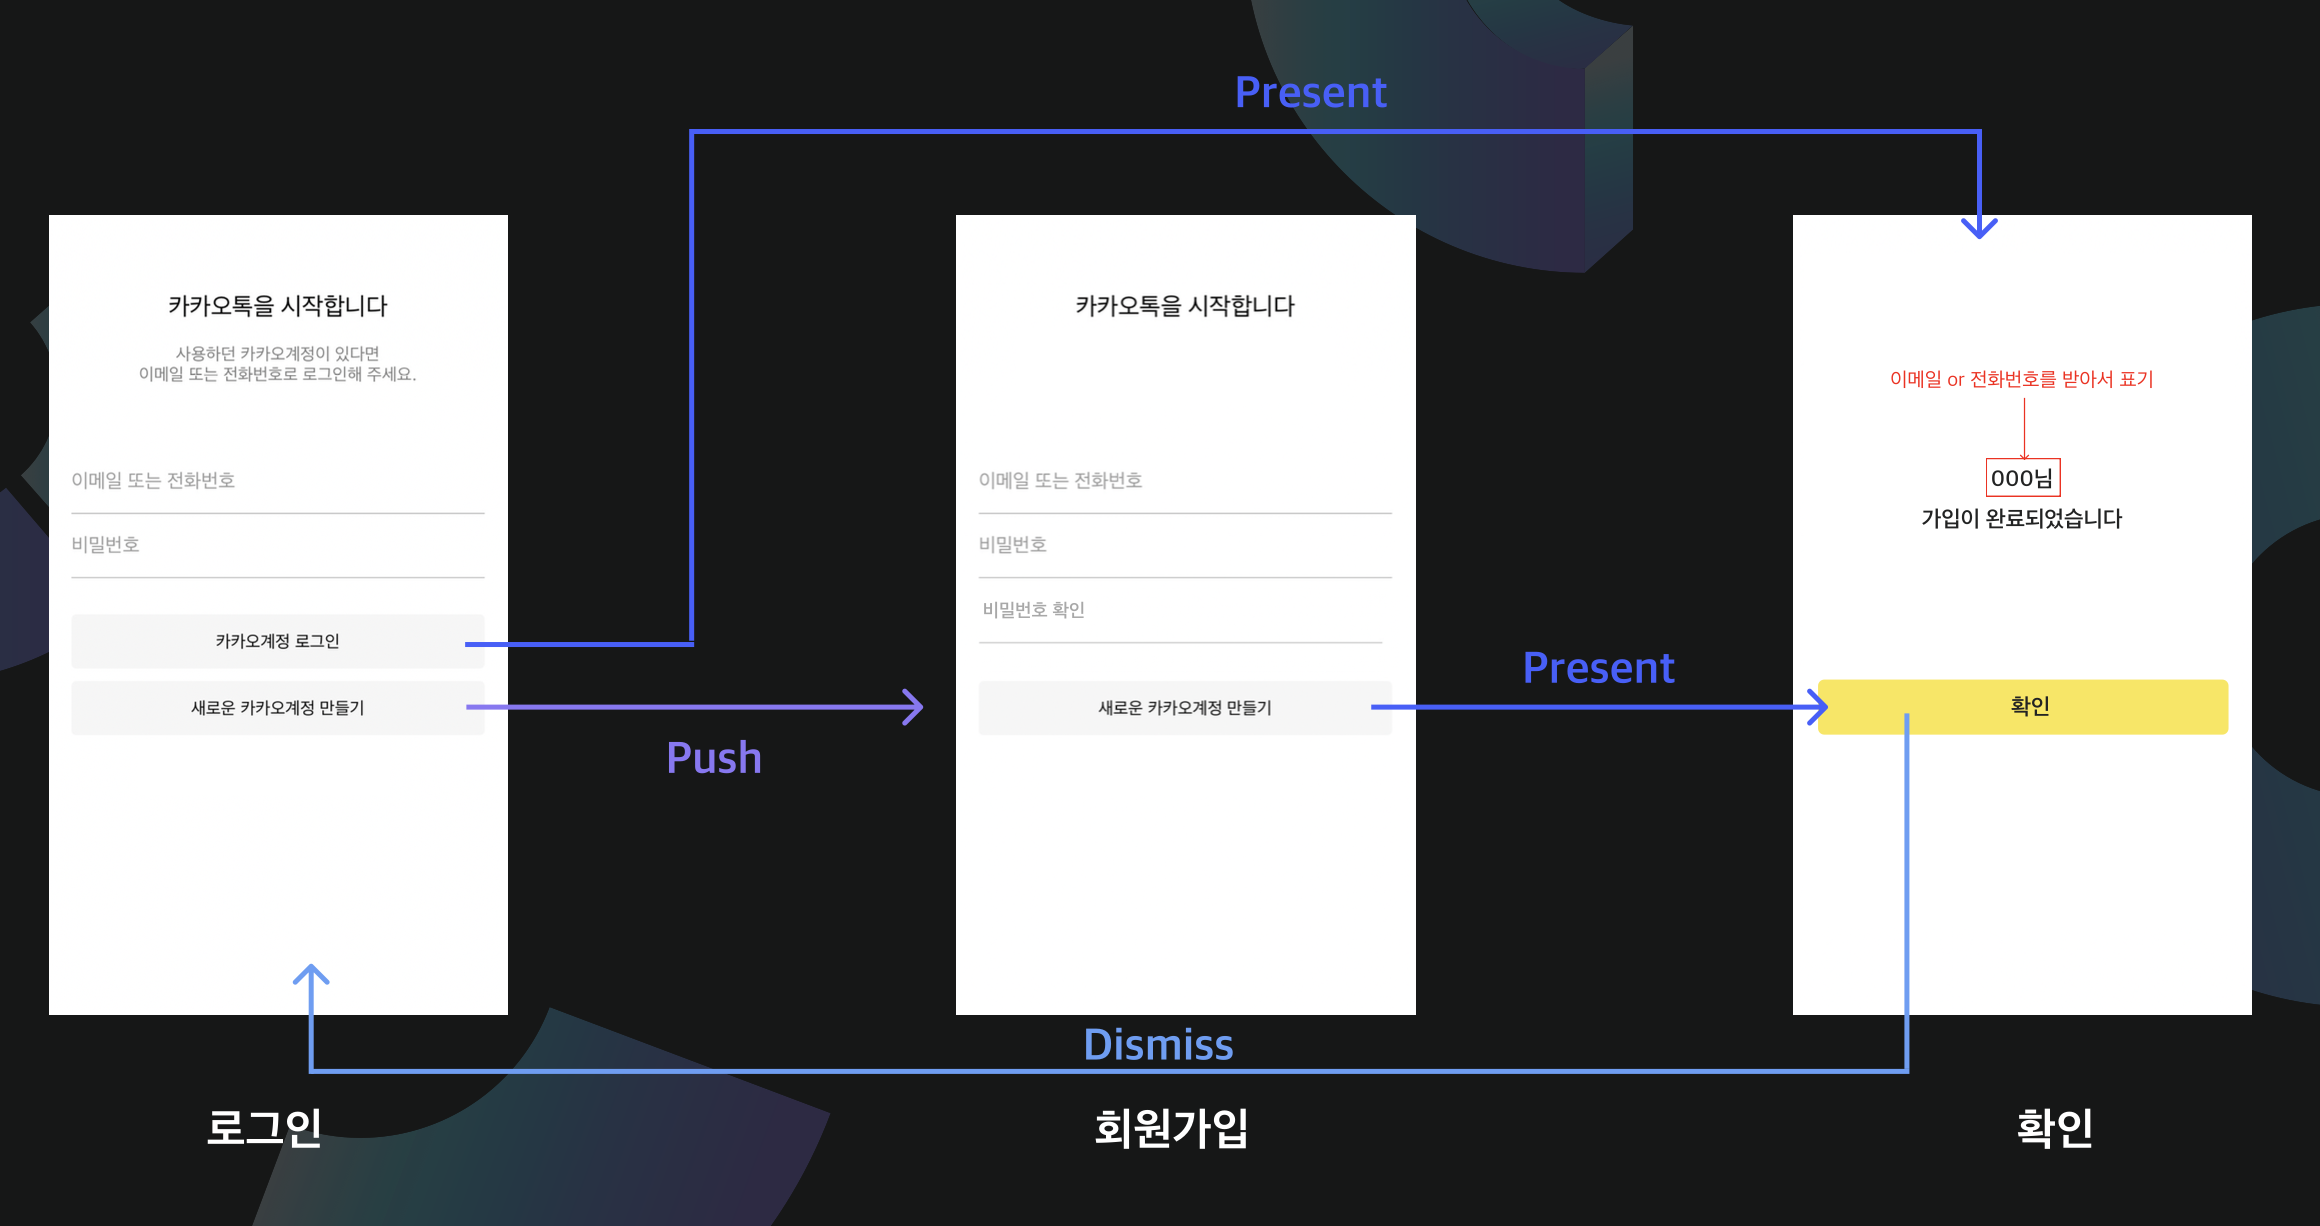 Present
카카오톡을 시작합니다
사용하던 카카오계정이 있다면
이메일 또는 전화번호로 로그인해 주세요.
이메일 또는 전화번호
비밀번호
카카오계정 로그인
새로운 카카오계정 만들기
Push
카카오톡을 시작합니다
이메일 또는 전화번호
비밀번호
비밀번호 확인
새로운 카카오계정 만들기
Present
이메일 or 전화번호를 받아서 표기
OOO님
가입이 완료되었습니다
확인
Dismiss
로그인
회원가입
확인